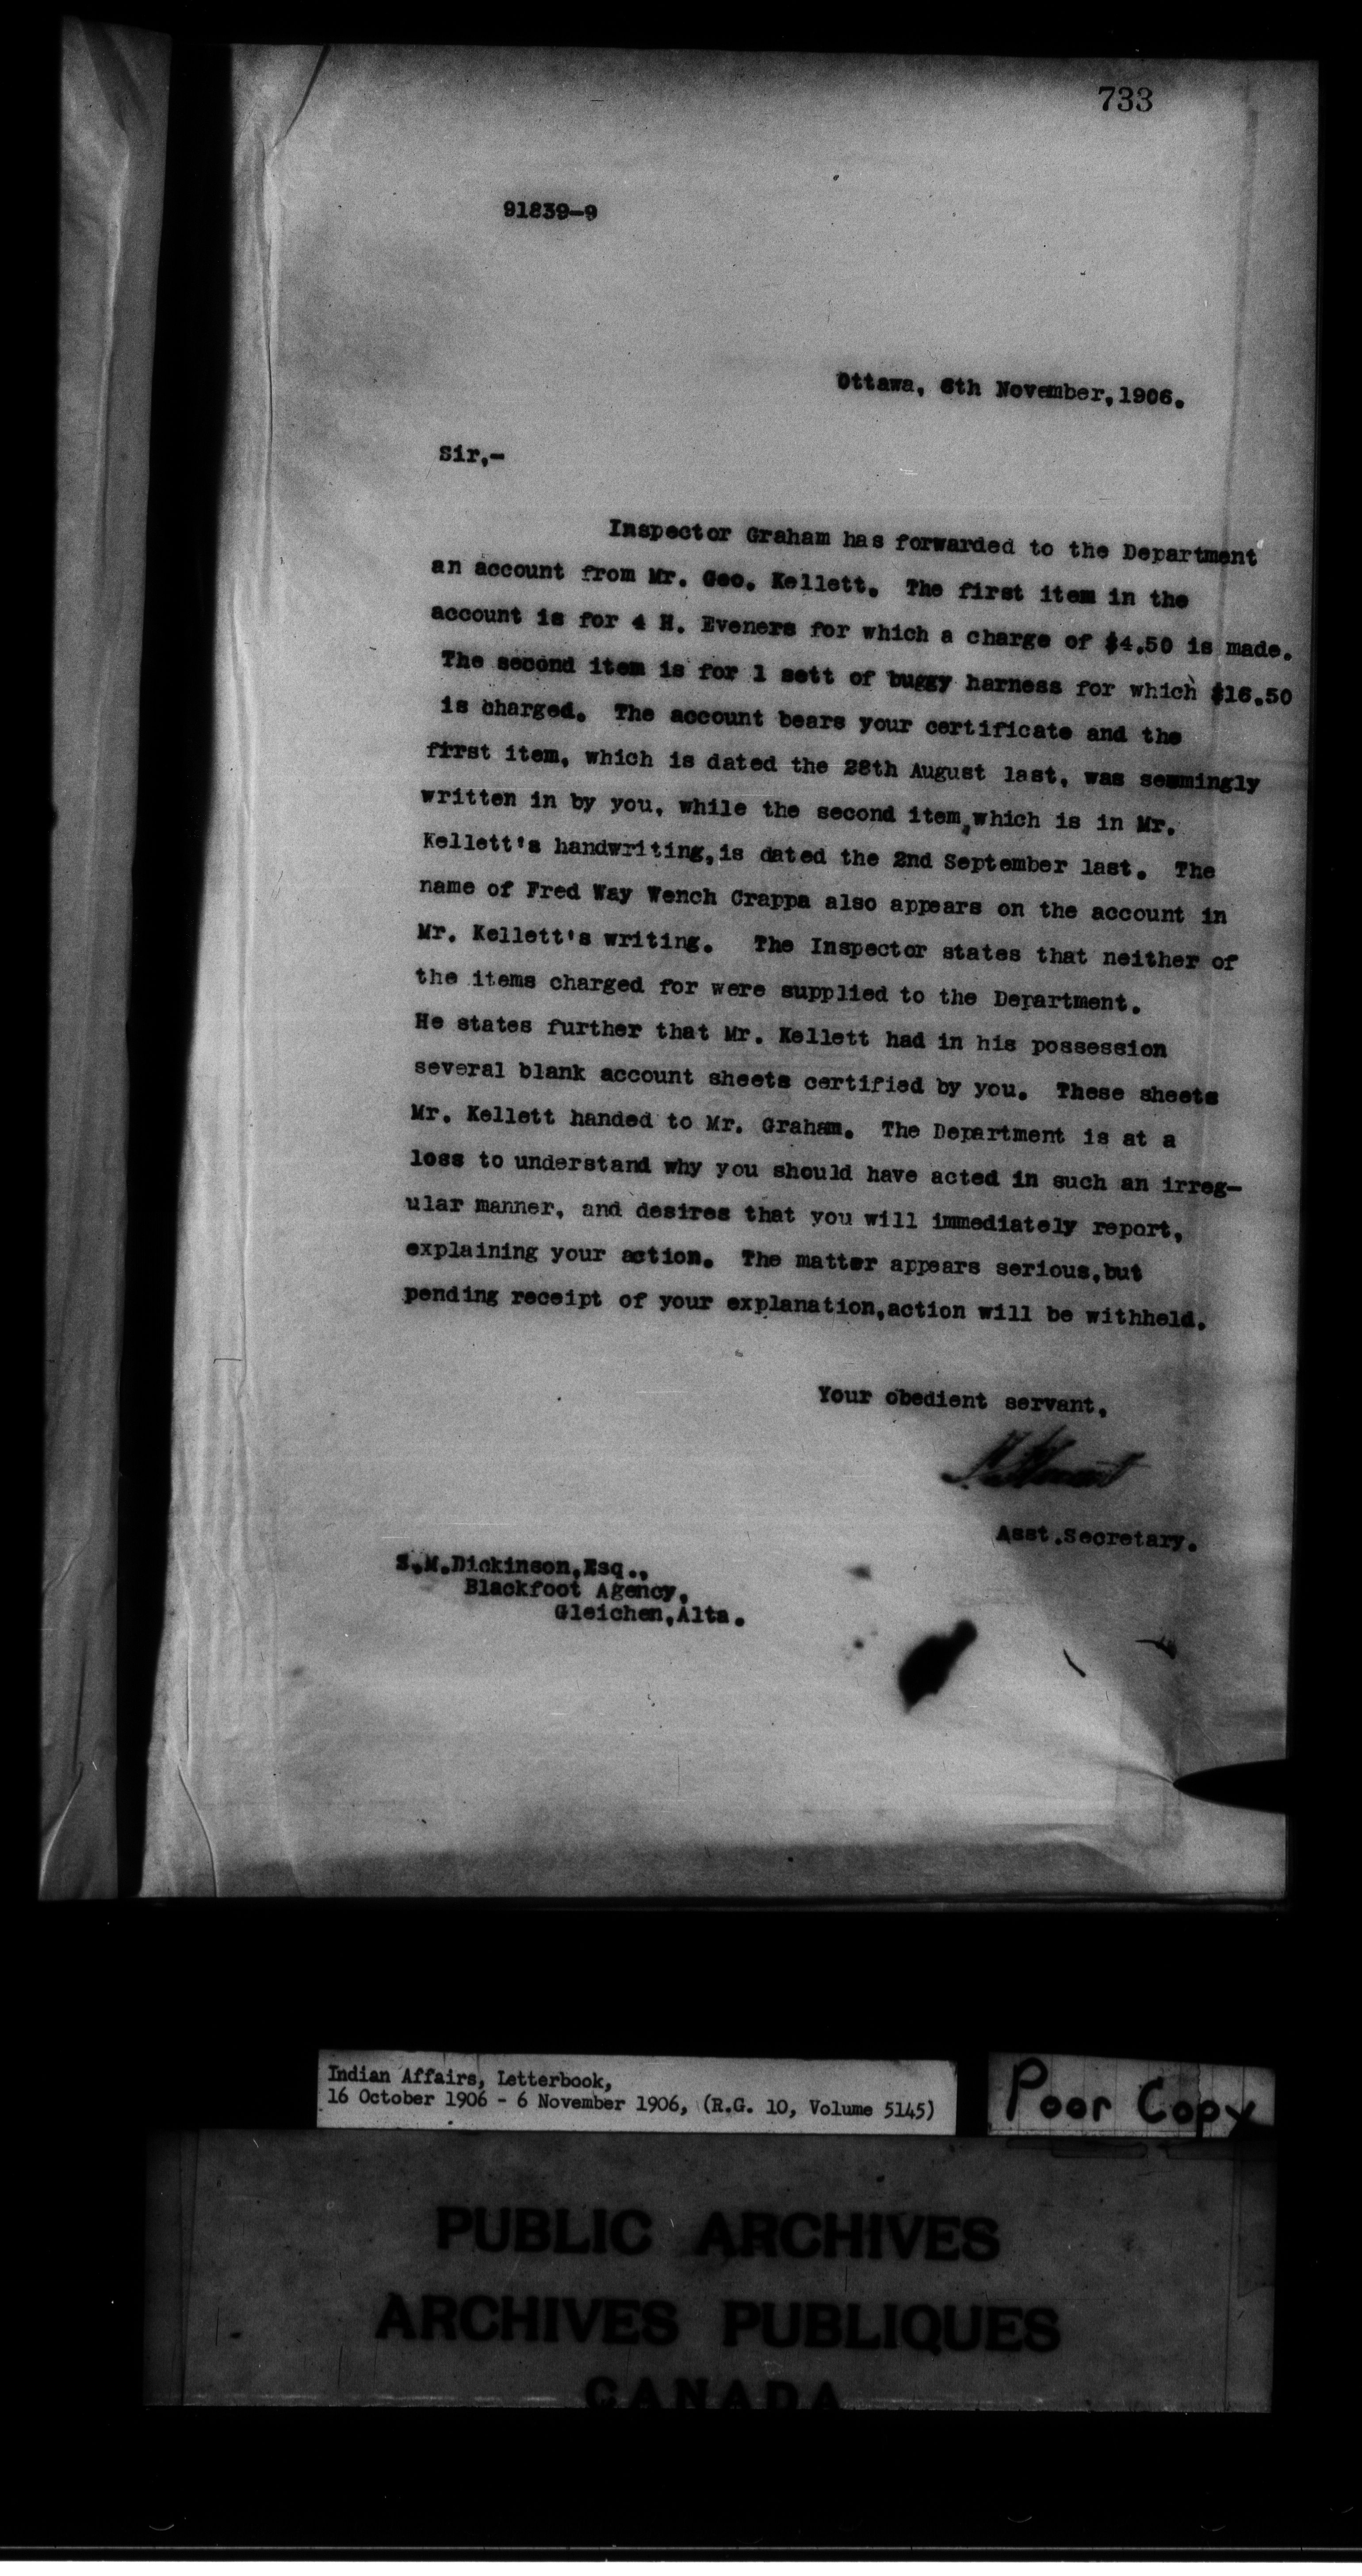 733
91839-9
Ottawa, 6th November, 1906.
Sir,-
Inspector Graham has forwarded to the Department
an account from Mr. Geo. Kellett. The first item in the
account is for 4 H. Eveners for which a charge of $4.50 is made.
The second item is for 1 sett of buggy harness for which $16.50
is charged. The account bears your certificate and the
first item, which is dated the 28th August last, was semmingly
written in by you, while the second item, which is in Mr.
Kellett's handwriting, is dated the 2nd September last. The
name of Fred Way Wench Crappa also appears on the account in
Mr. Kellett's writing. The Inspector states that neither of
the items charged for were supplied to the Department.
He states further that Mr. Kellett had in his possession
several blank account sheets certified by you. These sheets
Mr. Kellett handed to Mr. Graham. The Department is at a
loss to understand why you should have acted in such an irreg-
ular manner, and desires that you will immediately report,
explaining your action. The matter appears serious, but
pending receipt of your explanation, action will be withheld.
Your obedient servant,
Asst. Secretary.
S.M. Dickinson, Esq.,
Blackfoot Agency,
Gleichen, Alta.
Indian Affairs, Letterbook,
16 October 1906 - 6 November 1906, (R.G. 10, Volume 5145)
Poor Copy
PUBLIC ARCHIVES
ARCHIVES PUBLIQUES
CANADA